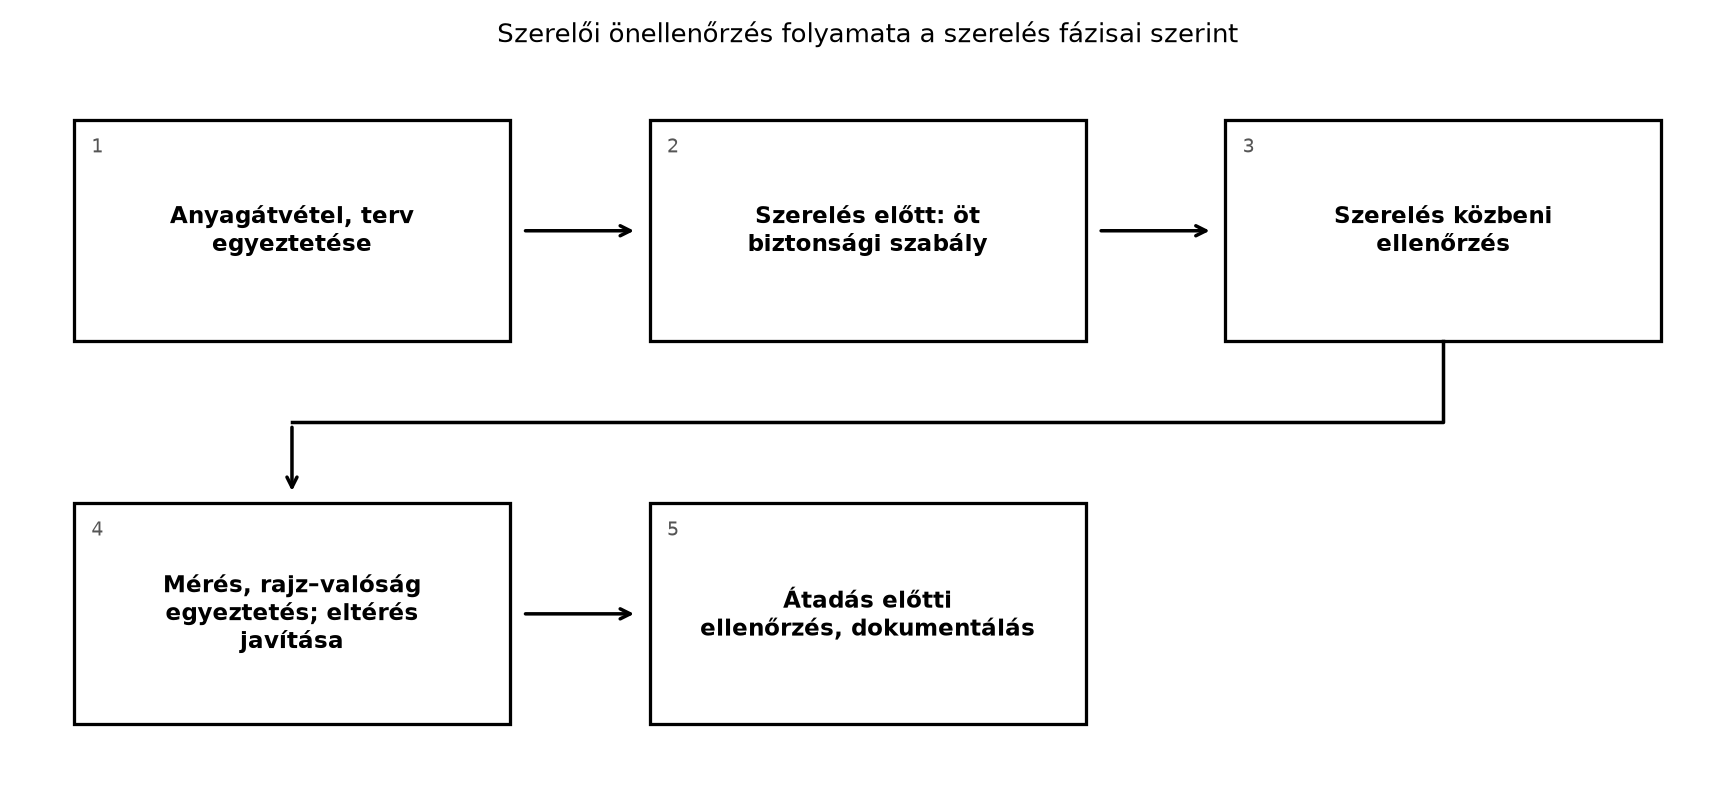 Szerelői önellenőrzés folyamata a szerelés fázisai szerint
1
Anyagátvétel, terv
egyeztetése
2
Szerelés előtt: öt
biztonsági szabály
3
Szerelés közbeni
ellenőrzés
4
Mérés, rajz–valóság
egyeztetés; eltérés
javítása
5
Átadás előtti
ellenőrzés, dokumentálás